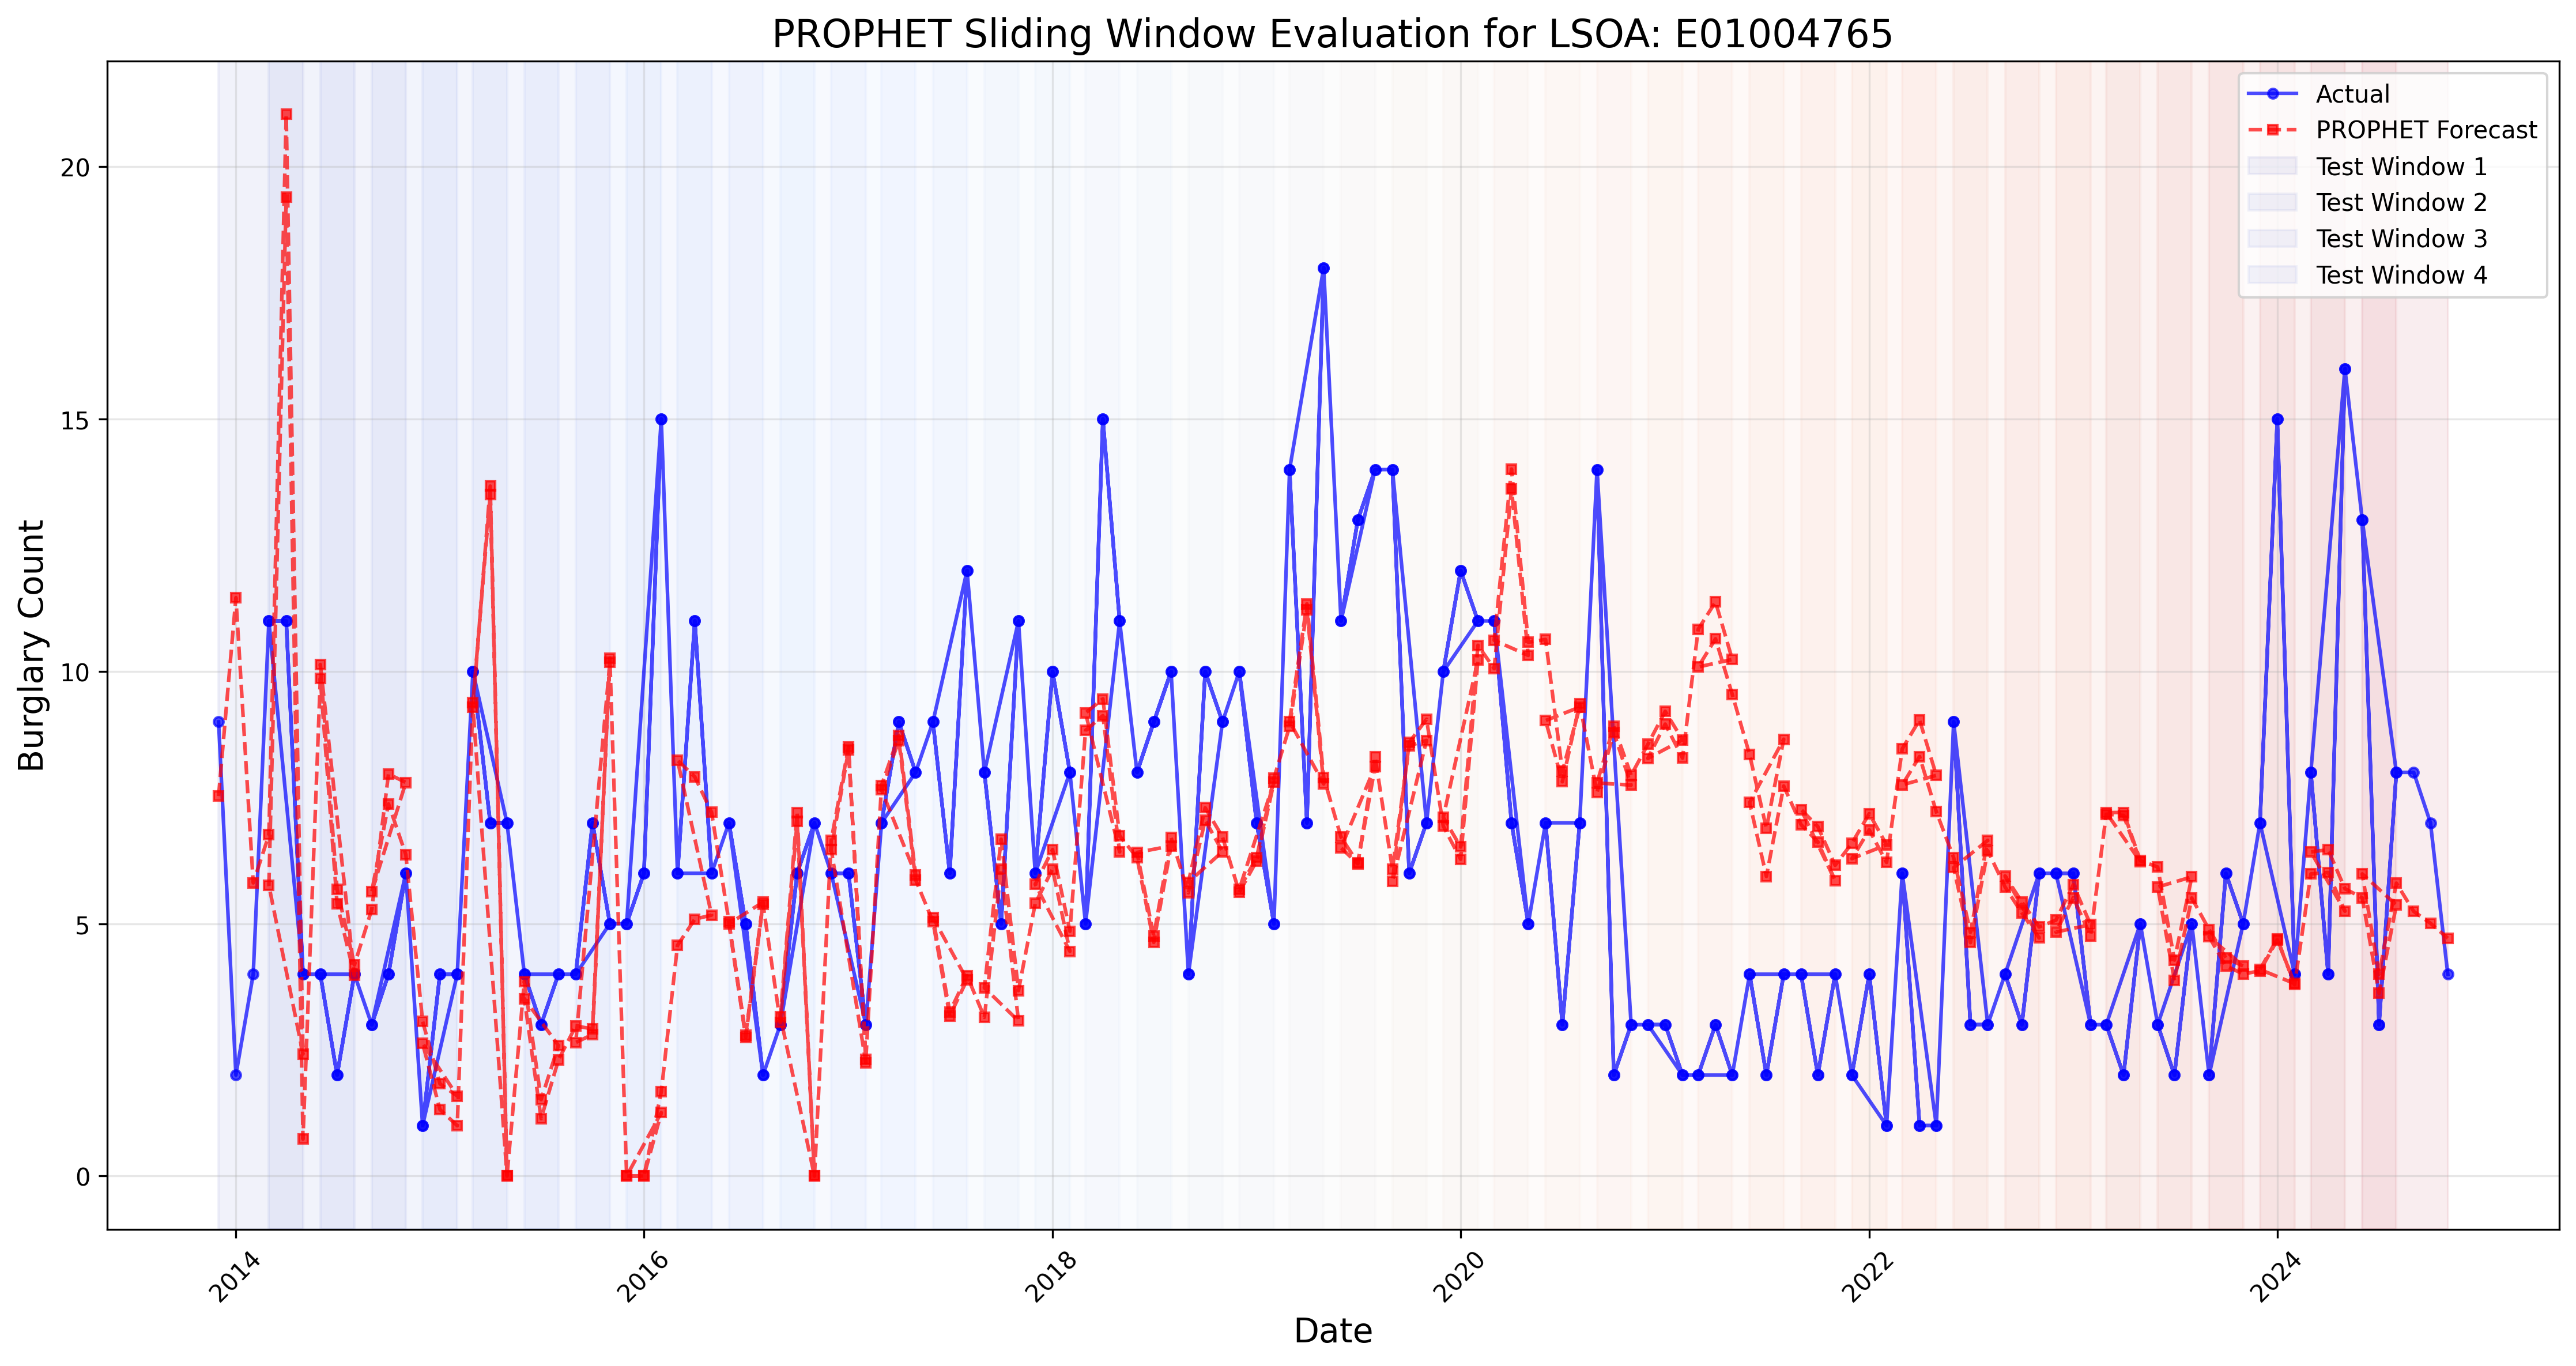 PROPHET Sliding Window Evaluation for LSOA: E01004765
Actual
PROPHET Forecast
Test Window 1
Test Window 2
Test Window 3
Test Window 4
Burglary Count
20
15
10
5
0
2014
2016
2018
2020
2022
2024
Date